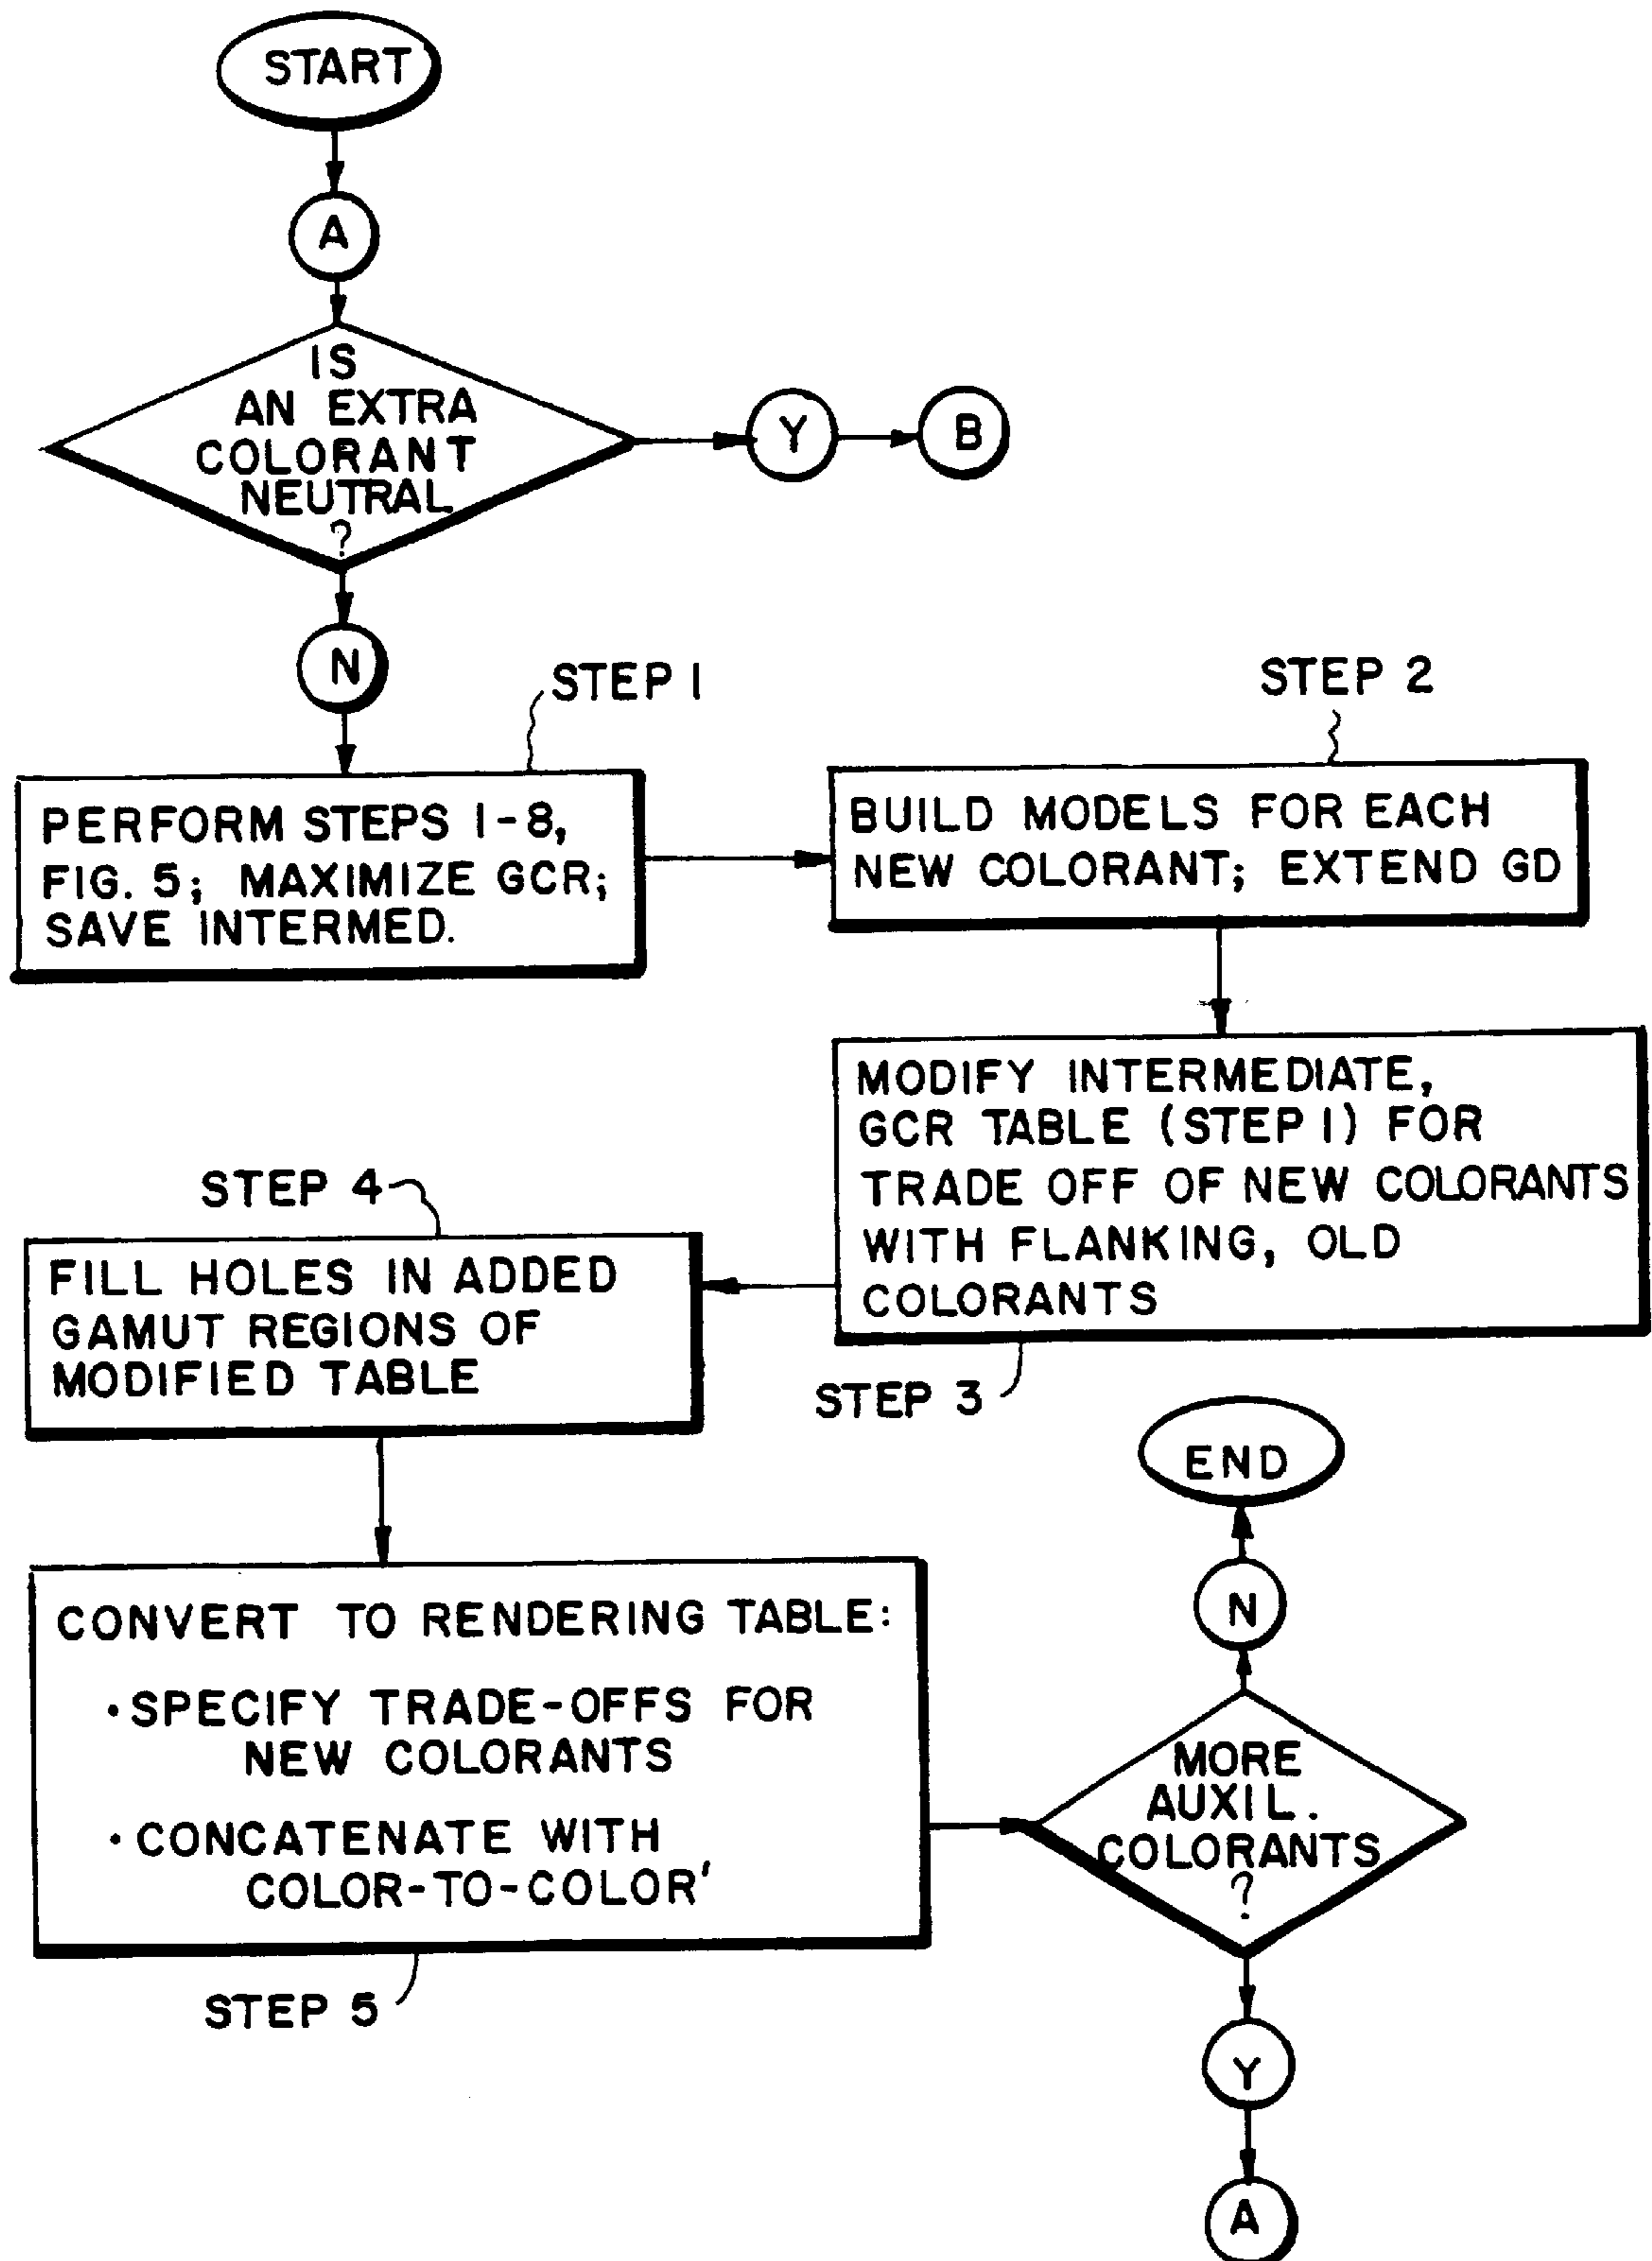 START
A
IS
AN EXTRA
COLORANT
NEUTRAL
?
Y
B
N
STEP 1
PERFORM STEPS 1-8,
FIG. 5; MAXIMIZE GCR;
SAVE INTERMED.
STEP 2
BUILD MODELS FOR EACH
NEW COLORANT; EXTEND GD
MODIFY INTERMEDIATE,
GCR TABLE (STEP 1) FOR
TRADE OFF OF NEW COLORANTS
WITH FLANKING, OLD
COLORANTS
STEP 3
STEP 4
FILL HOLES IN ADDED
GAMUT REGIONS OF
MODIFIED TABLE
CONVERT TO RENDERING TABLE:
• SPECIFY TRADE-OFFS FOR
NEW COLORANTS
• CONCATENATE WITH
COLOR-TO-COLOR'
STEP 5
END
N
MORE
AUXIL.
COLORANTS
?
Y
A